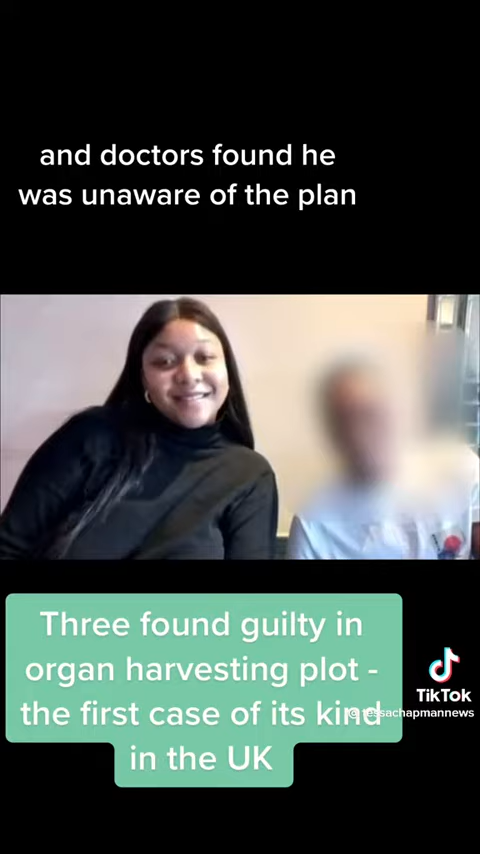 and doctors found he
was unaware of the plan
Three found guilty in
organ harvesting plot -
the first case of its kind
in the UK
TikTok
@tessachapmannews